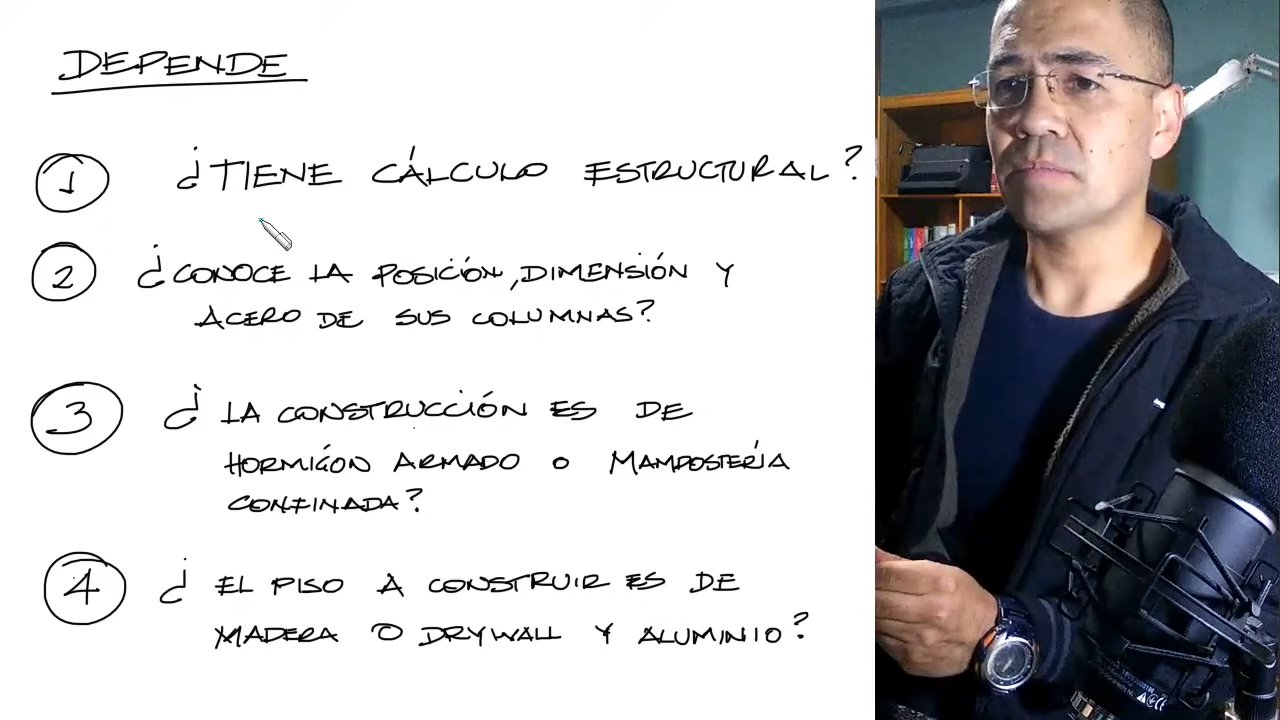 DEPENDE
1 ¿TIENE CÁLCULO ESTRUCTURAL?
2 ¿CONOCE LA POSICIÓN, DIMENSIÓN Y
ACERO DE SUS COLUMNAS?
3 ¿LA CONSTRUCCIÓN ES DE
HORMIGÓN ARMADO O MAMPOSTERÍA
CONFINADA?
4 ¿EL PISO A CONSTRUIR ES DE
MADERA O DRYWALL Y ALUMINIO?